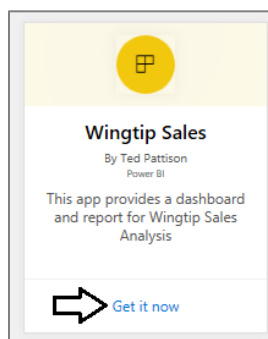 Wingtip Sales
By Ted Pattison
Power BI
This app provides a dashboard
and report for Wingtip Sales
Analysis
Get it now